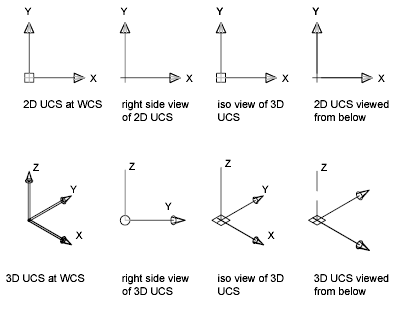 Y Y Y Y
X X X X
2D UCS at WCS right side view iso view of 3D 2D UCS viewed
of 2D UCS UCS from below
Z Z Z Z
Y Y Y
X X
3D UCS at WCS right side view iso view of 3D 3D UCS viewed
of 3D UCS UCS from below